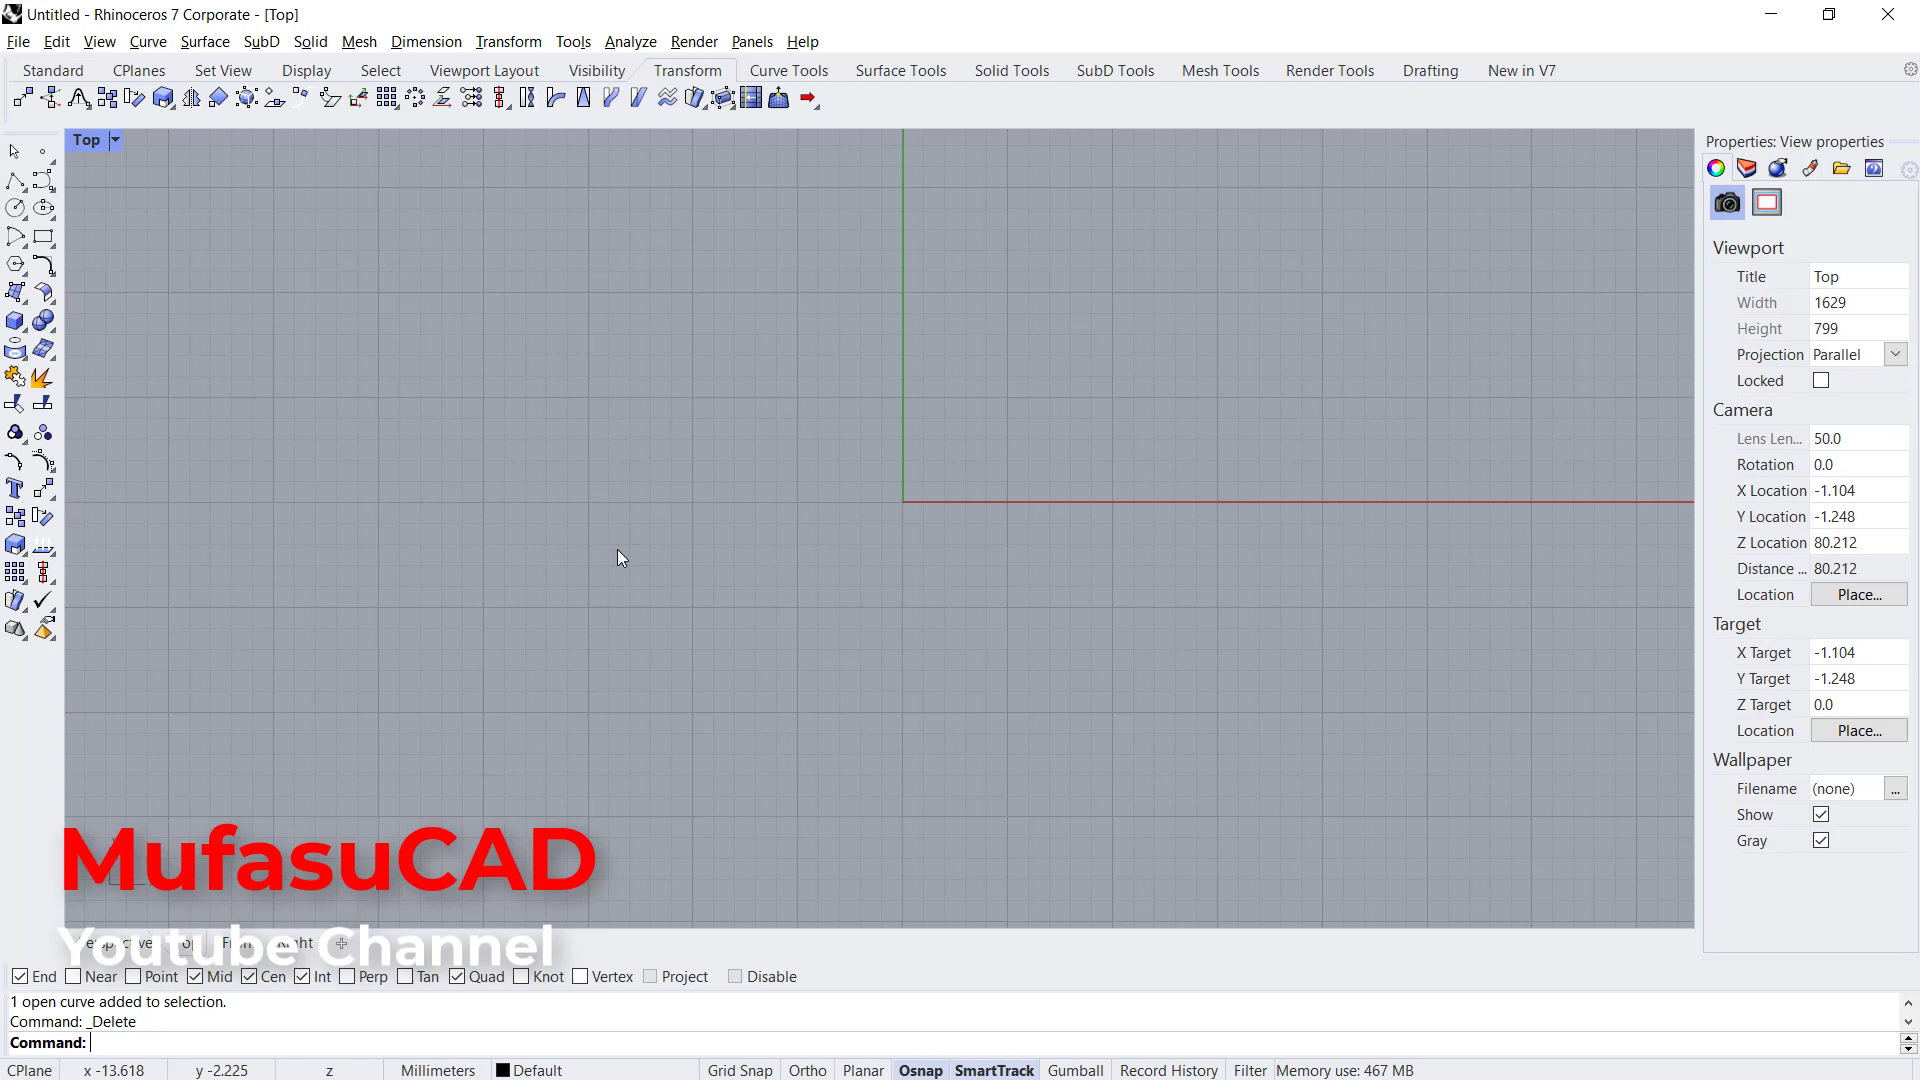 Untitled - Rhinoceros 7 Corporate - [Top]
File Edit View Curve Surface SubD Solid Mesh Dimension Transform Tools Analyze Render Panels Help
Standard CPlanes Set View Display Select Viewport Layout Visibility Transform Curve Tools Surface Tools Solid Tools SubD Tools Mesh Tools Render Tools Drafting New in V7
Top
Properties: View properties
Viewport
Title Top
Width 1629
Height 799
Projection Parallel
Locked
Camera
Lens Len... 50.0
Rotation 0.0
X Location -1.104
Y Location -1.248
Z Location 80.212
Distance ... 80.212
Location Place...
Target
X Target -1.104
Y Target -1.248
Z Target 0.0
Location Place...
Wallpaper
Filename (none) ...
Show
Gray
MufasuCAD
Youtube Channel
End Near Point Mid Cen Int Perp Tan Quad Knot Vertex Project Disable
1 open curve added to selection.
Command: _Delete
Command:
CPlane x -13.618 y -2.225 z Millimeters Default Grid Snap Ortho Planar Osnap SmartTrack Gumball Record History Filter Memory use: 467 MB